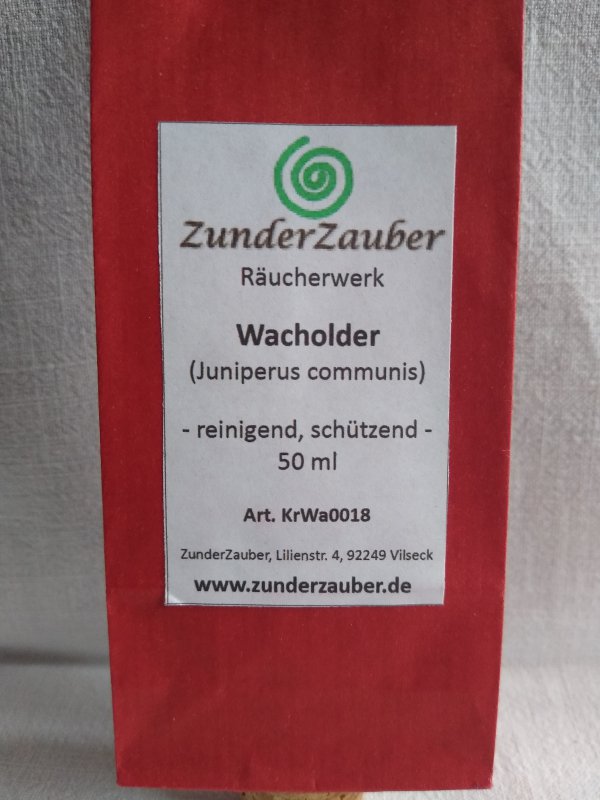 ZunderZauber
Räucherwerk
Wacholder
(Juniperus communis)
- reinigend, schützend -
50 ml
Art. KrWa0018
ZunderZauber, Lilienstr. 4, 92249 Vilseck
www.zunderzauber.de